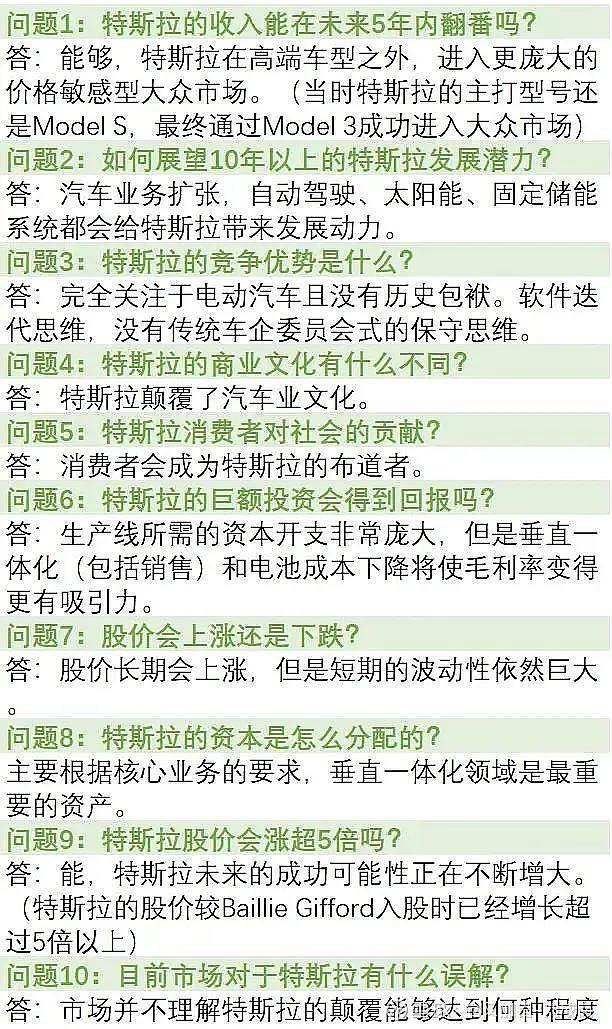 问题1：特斯拉的收入能在未来5年内翻番吗?
答：能够，特斯拉在高端车型之外，进入更庞大的
价格敏感型大众市场。（当时特斯拉的主打型号还
是Model S，最终通过Model 3成功进入大众市场）
问题2：如何展望10年以上的特斯拉发展潜力?
答：汽车业务扩张，自动驾驶、太阳能、固定储能
系统都会给特斯拉带来发展动力。
问题3：特斯拉的竞争优势是什么?
答：完全关注于电动汽车且没有历史包袱。软件迭
代思维，没有传统车企委员会式的保守思维。
问题4：特斯拉的商业文化有什么不同?
答：特斯拉颠覆了汽车业文化。
问题5：特斯拉消费者对社会的贡献?
答：消费者会成为特斯拉的布道者。
问题6：特斯拉的巨额投资会得到回报吗?
答：生产线所需的资本开支非常庞大，但是垂直一
体化（包括销售）和电池成本下降将使毛利率变得
更有吸引力。
问题7：股价会上涨还是下跌?
答：股价长期会上涨，但是短期的波动性依然巨大
。
问题8：特斯拉的资本是怎么分配的?
主要根据核心业务的要求，垂直一体化领域是最重
要的资产。
问题9：特斯拉股价会涨超5倍吗?
答：能，特斯拉未来的成功可能性正在不断增大。
（特斯拉的股价较Baillie Gifford入股时已经增长超
过5倍以上）
问题10：目前市场对于特斯拉有什么误解?
答：市场并不理解特斯拉的颠覆能够达到何种程度